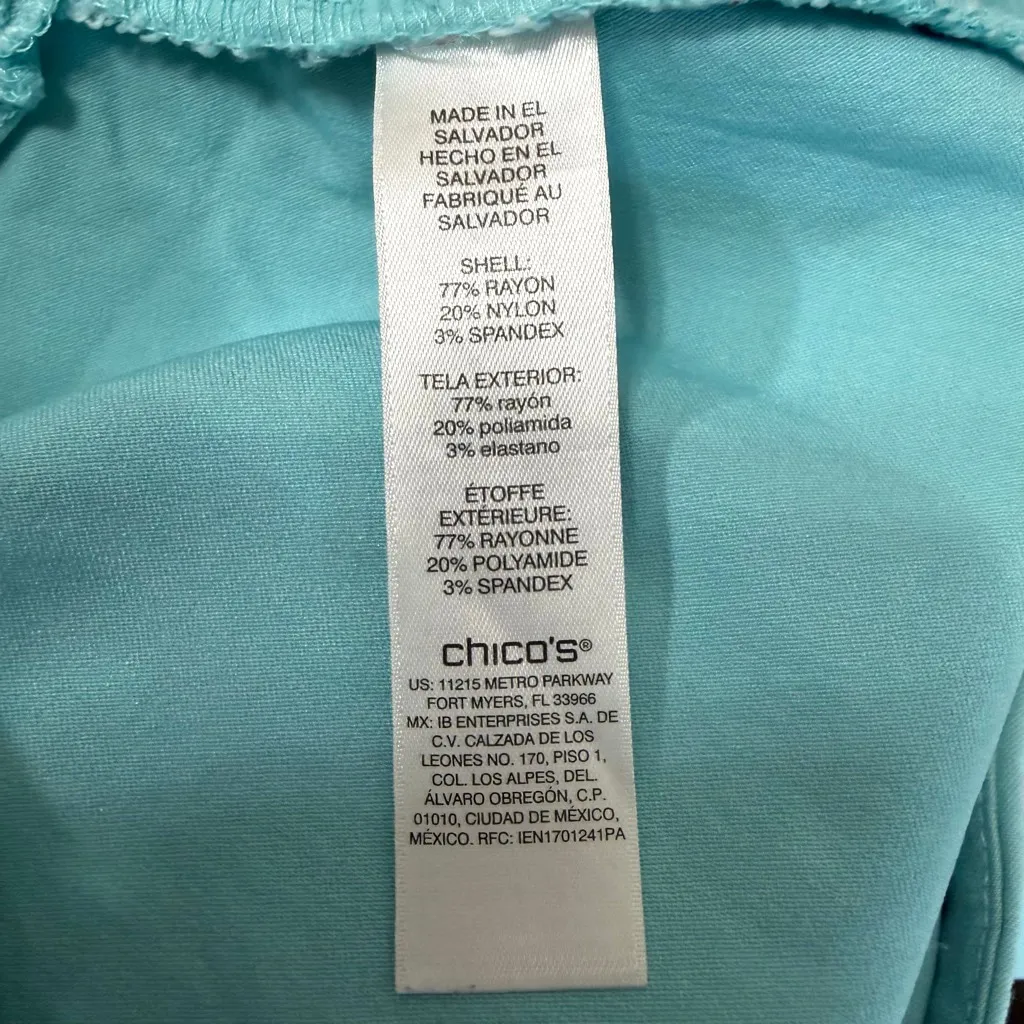 MADE IN EL
SALVADOR
HECHO EN EL
SALVADOR
FABRIQUÉ AU
SALVADOR
SHELL:
77% RAYON
20% NYLON
3% SPANDEX
TELA EXTERIOR:
77% rayon
20% poliamida
3% elastano
ÉTOFFE
EXTÉRIEURE:
77% RAYONNE
20% POLYAMIDE
3% SPANDEX
chico's®
US: 11215 METRO PARKWAY
FORT MYERS, FL 33966
MX: IB ENTERPRISES S.A. DE
C.V. CALZADA DE LOS
LEONES NO. 170, PISO 1,
COL. LOS ALPES, DEL.
ÁLVARO OBREGÓN, C.P.
01010, CIUDAD DE MÉXICO,
MÉXICO. RFC: IEN1701241PA